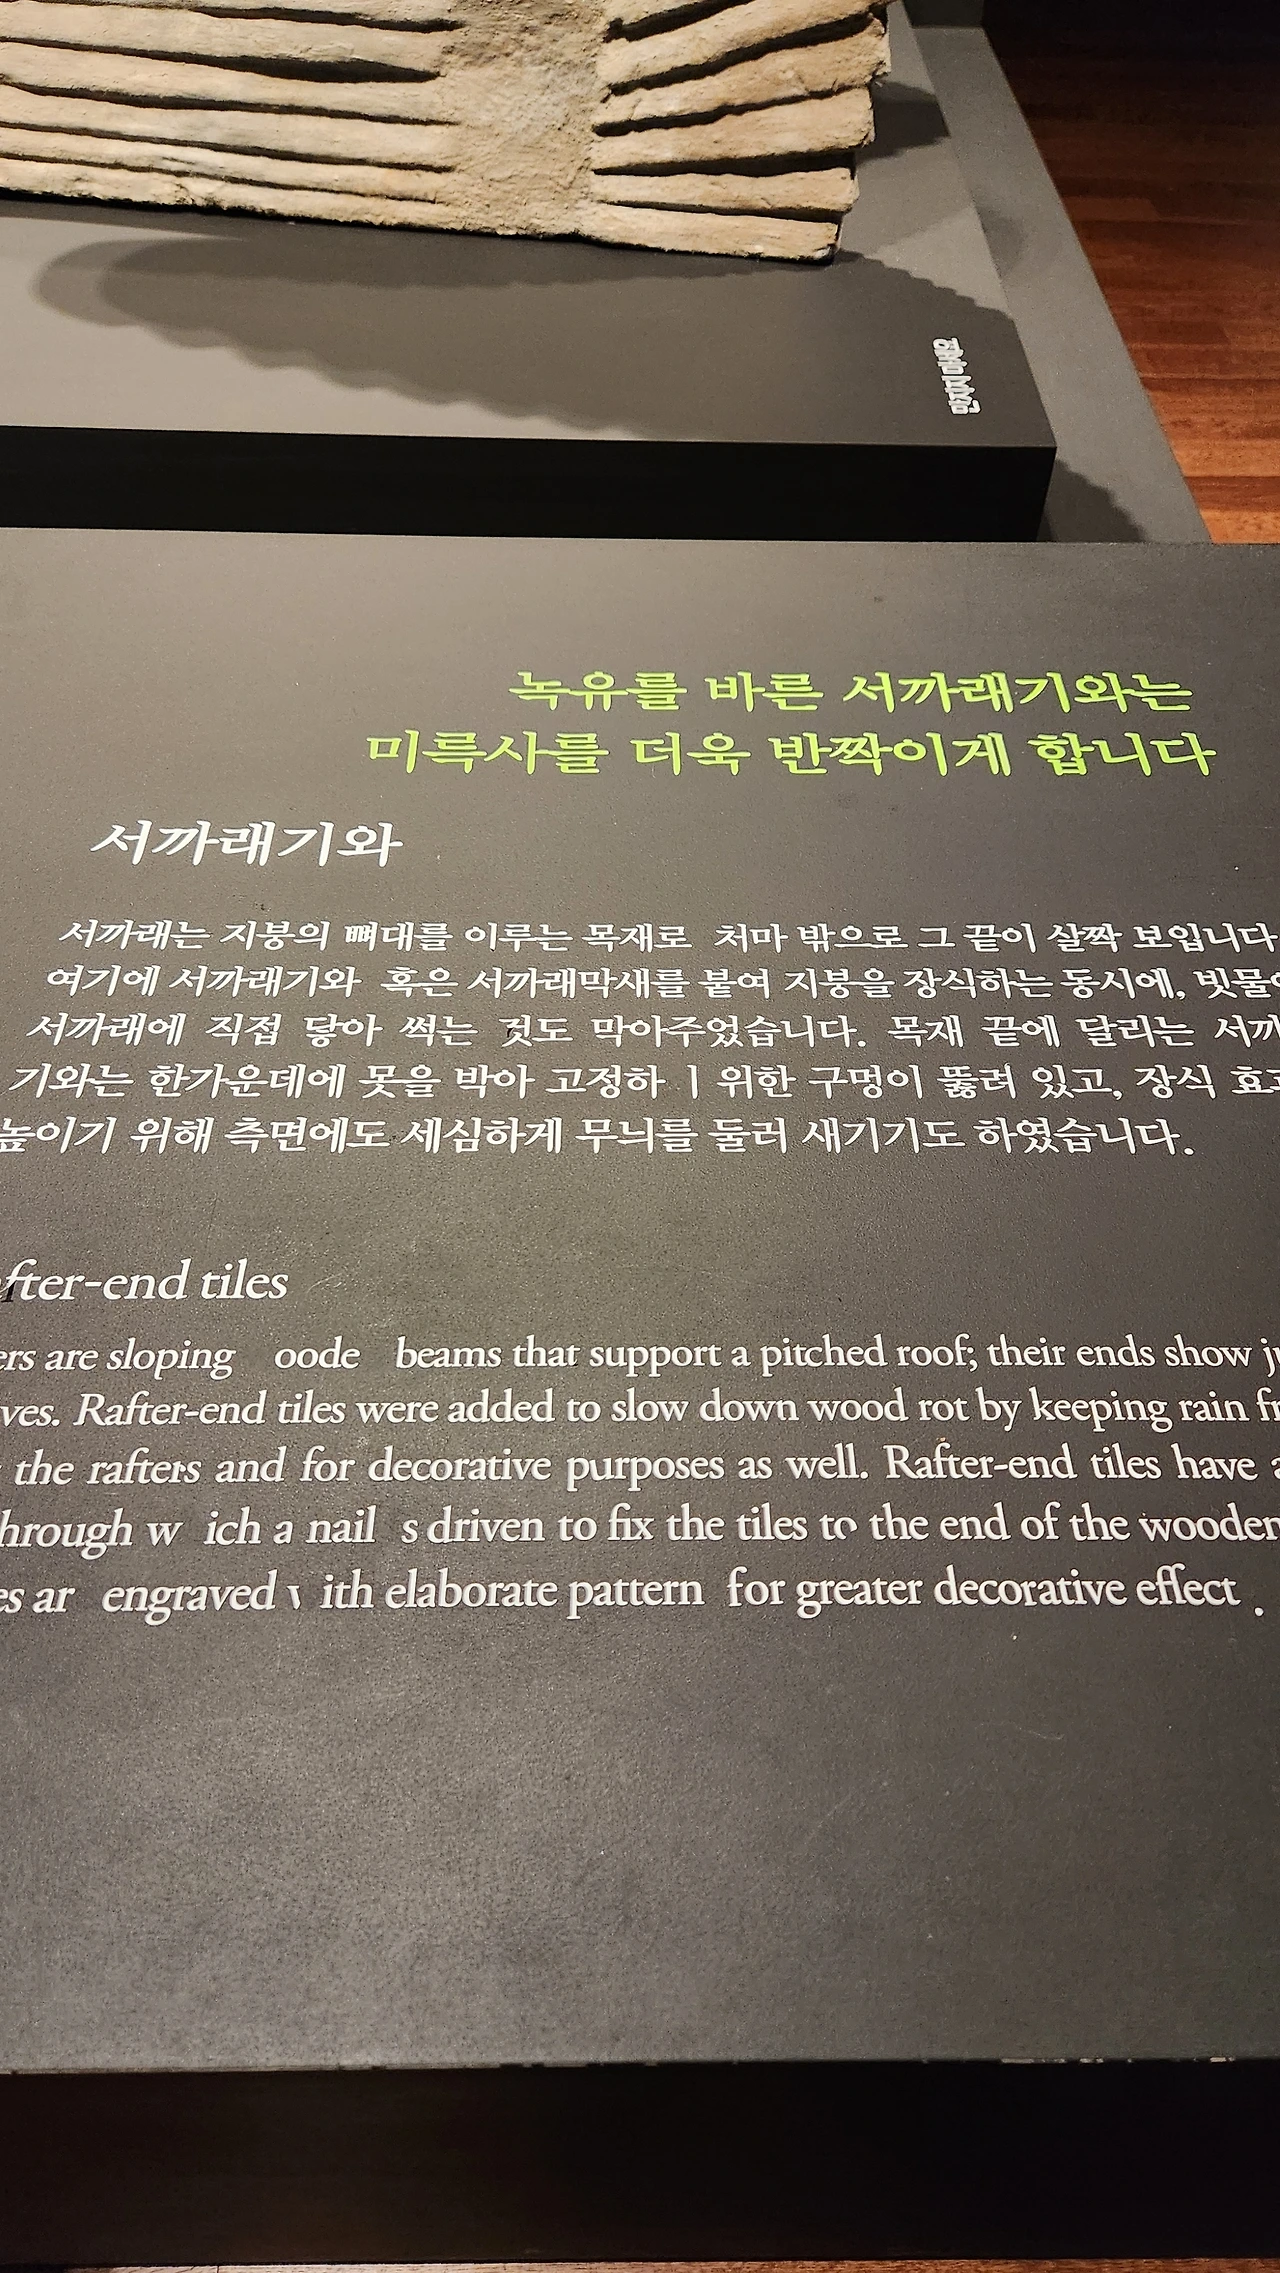 만지지 마세요
녹유를 바른 서까래기와는
미륵사를 더욱 반짝이게 합니다
서까래기와
서까래는 지붕의 뼈대를 이루는 목재로 처마 밖으로 그 끝이 살짝 보입니다
여기에 서까래기와 혹은 서까래막새를 붙여 지붕을 장식하는 동시에, 빗물
서까래에 직접 닿아 썩는 것도 막아주었습니다. 목재 끝에 달리는 서까
기와는 한가운데에 못을 박아 고정하 ㅣ 위한 구멍이 뚫려 있고, 장식 효
높이기 위해 측면에도 세심하게 무늬를 둘러 새기기도 하였습니다.
fter-end tiles
ers are sloping oode beams that support a pitched roof; their ends show j
ves. Rafter-end tiles were added to slow down wood rot by keeping rain fr
the rafters and for decorative purposes as well. Rafter-end tiles have a
hrough w ich a nail s driven to fix the tiles to the end of the wooden
es ar engraved ith elaborate pattern for greater decorative effect .